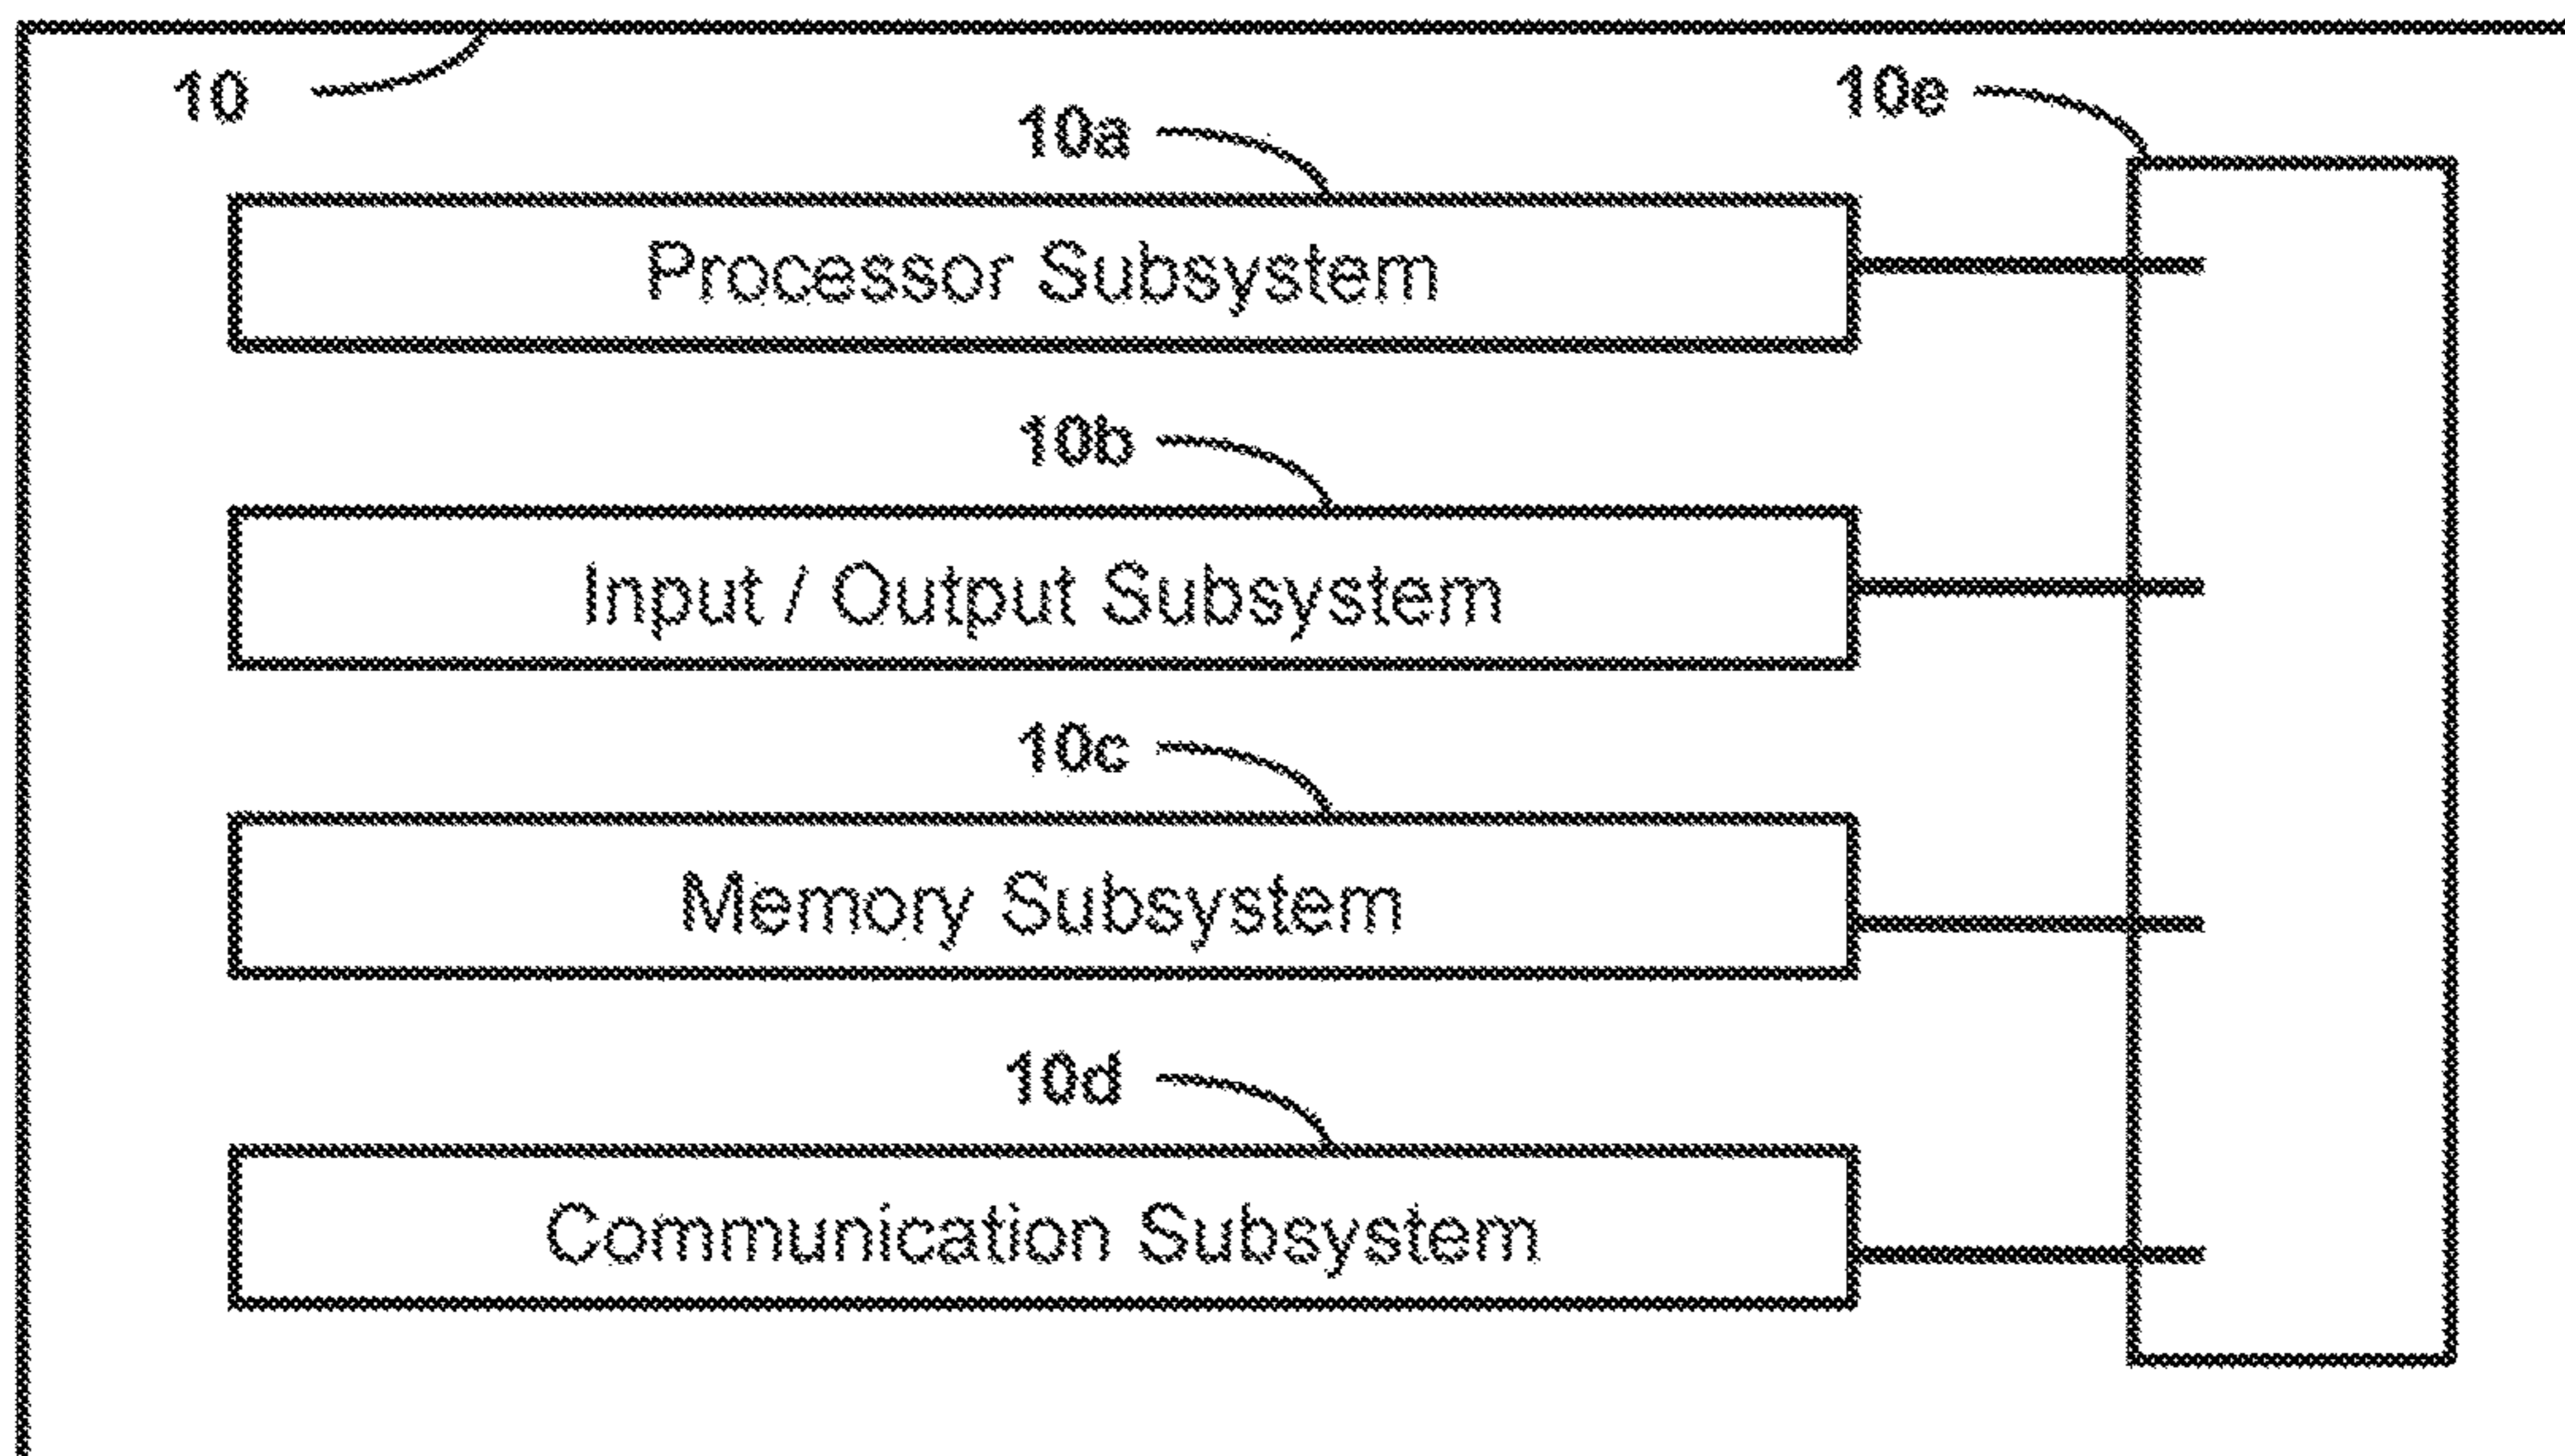 10
10e
10a
Processor Subsystem
10b
Input / Output Subsystem
10c
Memory Subsystem
10d
Communication Subsystem